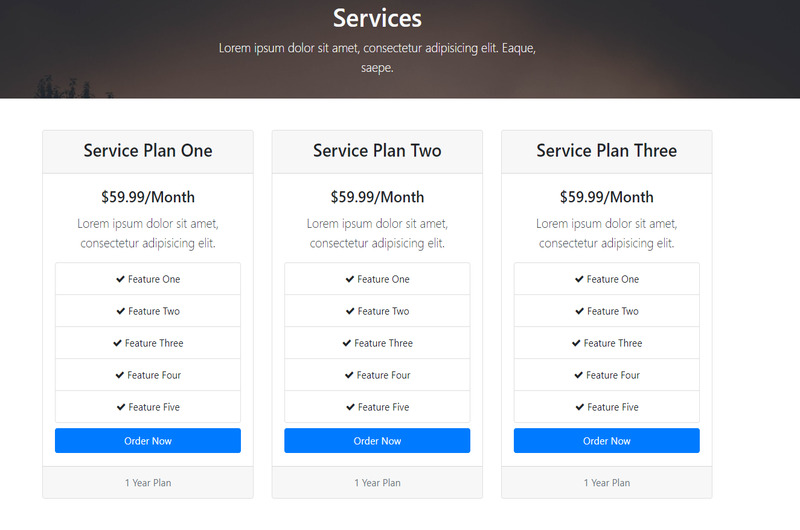 Services
Lorem ipsum dolor sit amet, consectetur adipisicing elit. Eaque,
saepe.
Service Plan One
$59.99/Month
Lorem ipsum dolor sit amet,
consectetur adipisicing elit.
Feature One
Feature Two
Feature Three
Feature Four
Feature Five
Order Now
1 Year Plan
Service Plan Two
$59.99/Month
Lorem ipsum dolor sit amet,
consectetur adipisicing elit.
Feature One
Feature Two
Feature Three
Feature Four
Feature Five
Order Now
1 Year Plan
Service Plan Three
$59.99/Month
Lorem ipsum dolor sit amet,
consectetur adipisicing elit.
Feature One
Feature Two
Feature Three
Feature Four
Feature Five
Order Now
1 Year Plan